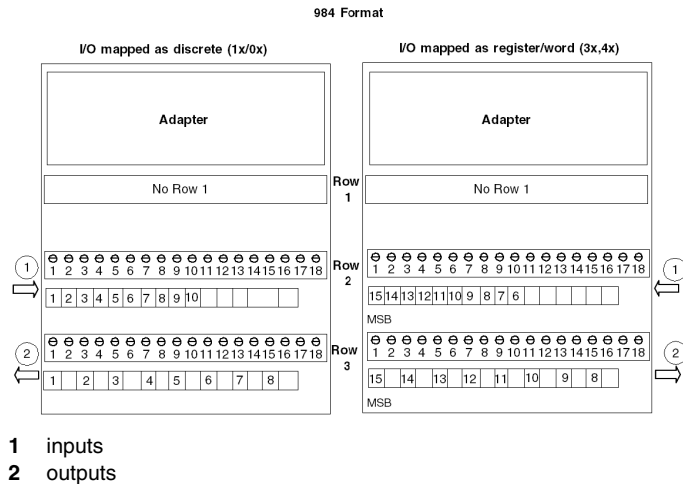 984 Format
I/O mapped as discrete (1x/0x)
I/O mapped as register/word (3x,4x)
Adapter
Adapter
No Row 1
Row
1
No Row 1
1
1 2 3 4 5 6 7 8 9 10 11 12 13 14 15 16 17 18
Row
2
1 2 3 4 5 6 7 8 9 10 11 12 13 14 15 16 17 18
1
1 2 3 4 5 6 7 8 9 10
15 14 13 12 11 10 9 8 7 6
MSB
2
1 2 3 4 5 6 7 8 9 10 11 12 13 14 15 16 17 18
Row
3
1 2 3 4 5 6 7 8 9 10 11 12 13 14 15 16 17 18
2
1 2 3 4 5 6 7 8
15 14 13 12 11 10 9 8
MSB
1 inputs
2 outputs